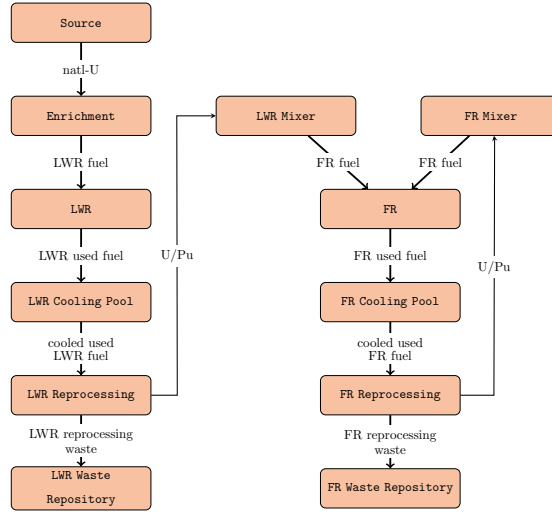 Source
natl-U
Enrichment
LWR Mixer
FR Mixer
LWR fuel
FR fuel
FR fuel
LWR
FR
LWR used fuel
U/Pu
FR used fuel
U/Pu
LWR Cooling Pool
FR Cooling Pool
cooled used
LWR fuel
cooled used
FR fuel
LWR Reprocessing
FR Reprocessing
LWR reprocessing
waste
FR reprocessing
waste
LWR Waste
Repository
FR Waste Repository